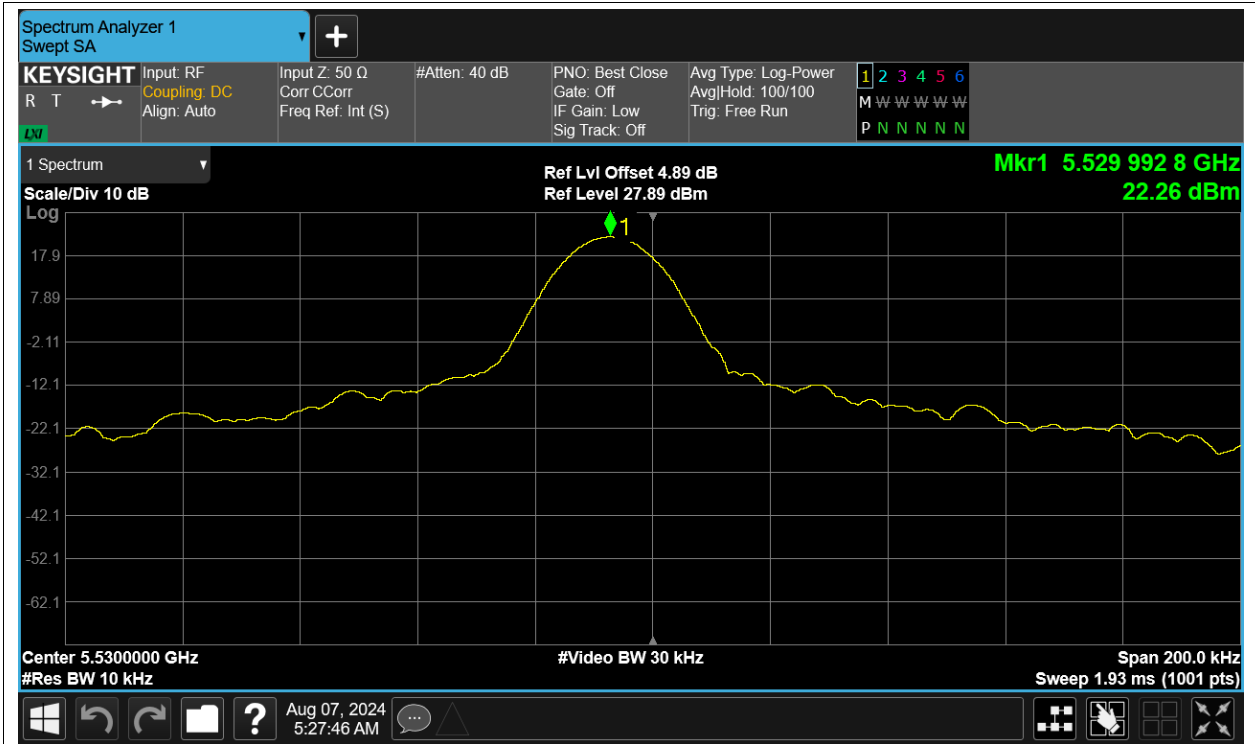 Spectrum Analyzer 1
Swept SA
KEYSIGHT
R T
LXI
Input: RF
Coupling: DC
Align: Auto
Input Z: 50 Ω
Corr CCorr
Freq Ref: Int (S)
#Atten: 40 dB
PNO: Best Close
Gate: Off
IF Gain: Low
Sig Track: Off
Avg Type: Log-Power
Avg|Hold: 100/100
Trig: Free Run
1 2 3 4 5 6
M W W W W W
P N N N N N
1 Spectrum
Scale/Div 10 dB
Log
Ref Lvl Offset 4.89 dB
Ref Level 27.89 dBm
Mkr1 5.529 992 8 GHz
22.26 dBm
1
17.9
7.89
-2.11
-12.1
-22.1
-32.1
-42.1
-52.1
-62.1
Center 5.5300000 GHz
#Res BW 10 kHz
#Video BW 30 kHz
Span 200.0 kHz
Sweep 1.93 ms (1001 pts)
?
Aug 07, 2024
5:27:46 AM